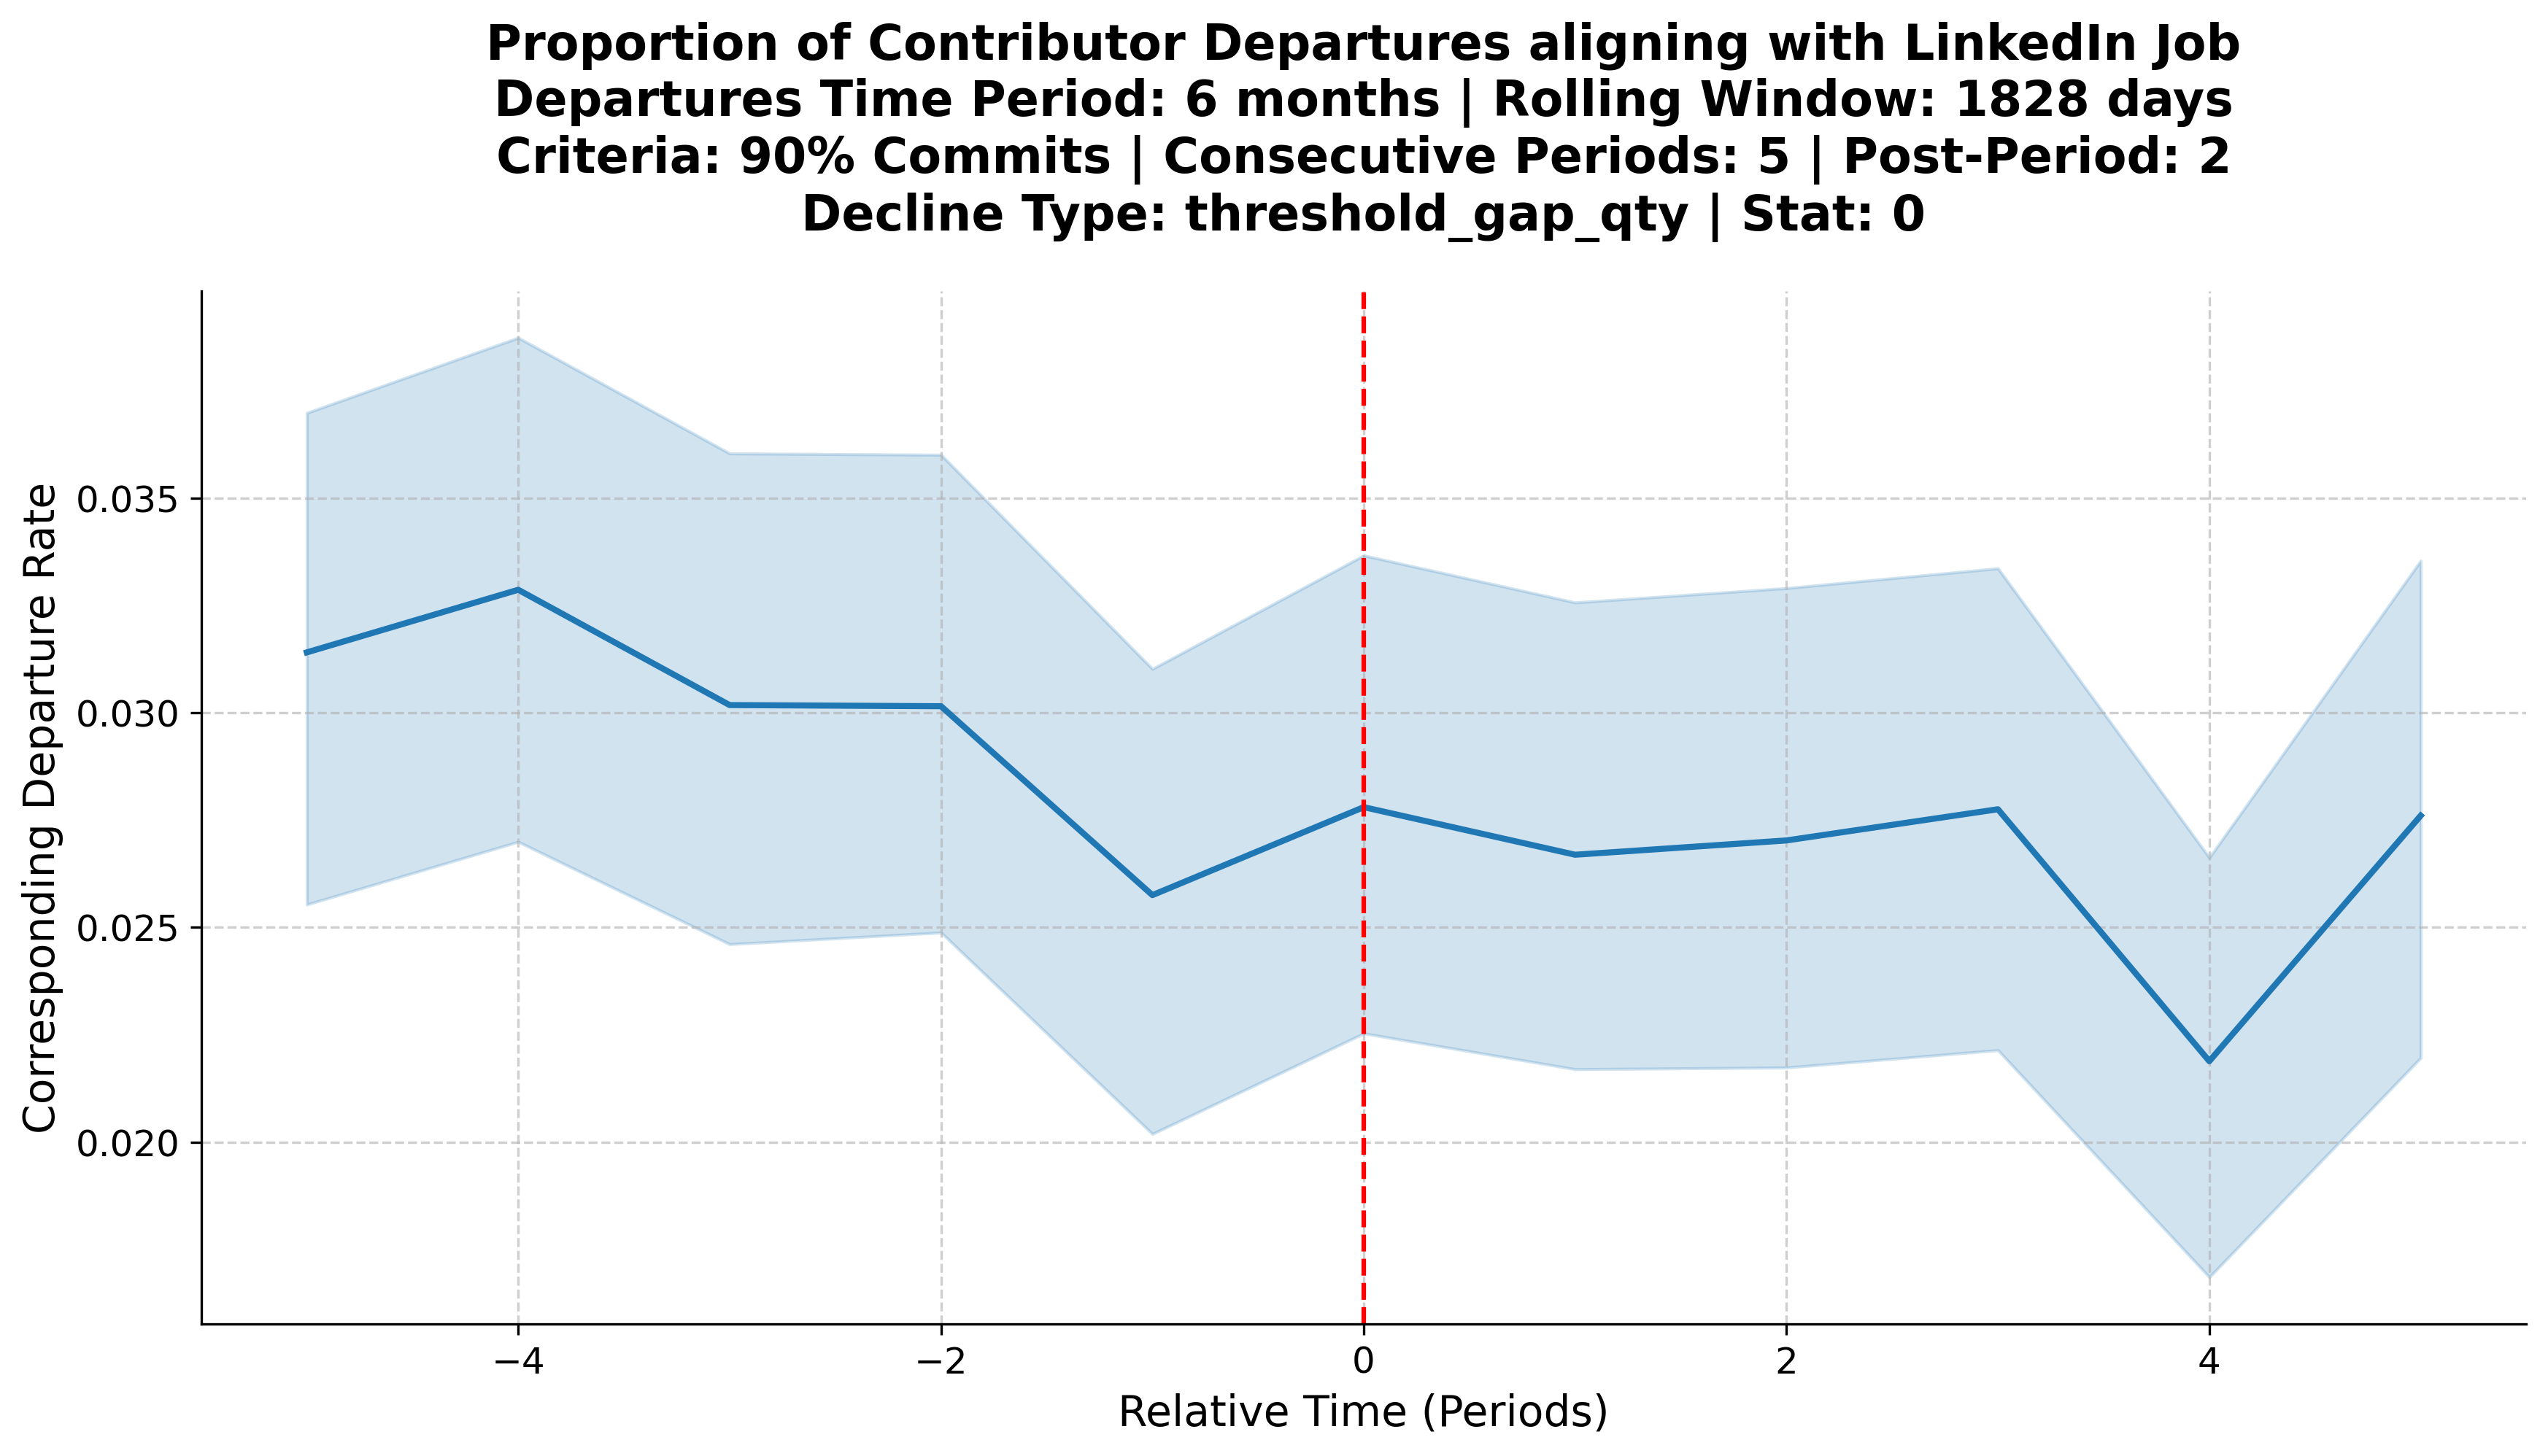 Proportion of Contributor Departures aligning with LinkedIn Job
Departures Time Period: 6 months | Rolling Window: 1828 days
Criteria: 90% Commits | Consecutive Periods: 5 | Post-Period: 2
Decline Type: threshold_gap_qty | Stat: 0
Corresponding Departure Rate
0.035
0.030
0.025
0.020
−4
−2
0
2
4
Relative Time (Periods)